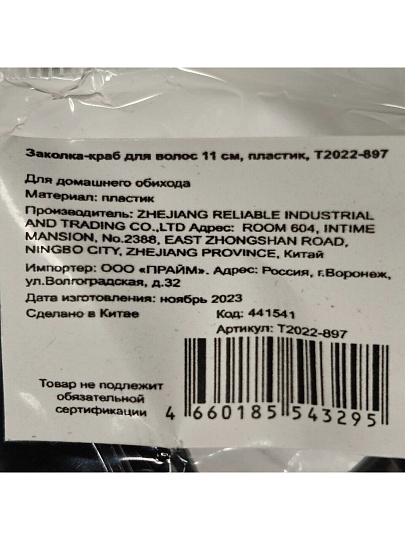 Заколка-краб для волос 11 см, пластик, T2022-897
Для домашнего обихода
Материал: пластик
Производитель: ZHEJIANG RELIABLE INDUSTRIAL
AND TRADING CO.,LTD Адрес: ROOM 604, INTIME
MANSION, No.2388, EAST ZHONGSHAN ROAD,
NINGBO CITY, ZHEJIANG PROVINCE, Китай
Импортер: ООО «ПРАЙМ». Адрес: Россия, г.Воронеж,
ул.Волгоградская, д.32
Дата изготовления: ноябрь 2023
Сделано в Китае
Код: 441541
Артикул: T2022-897
Товар не подлежит
обязательной
сертификации
4 660185 543295